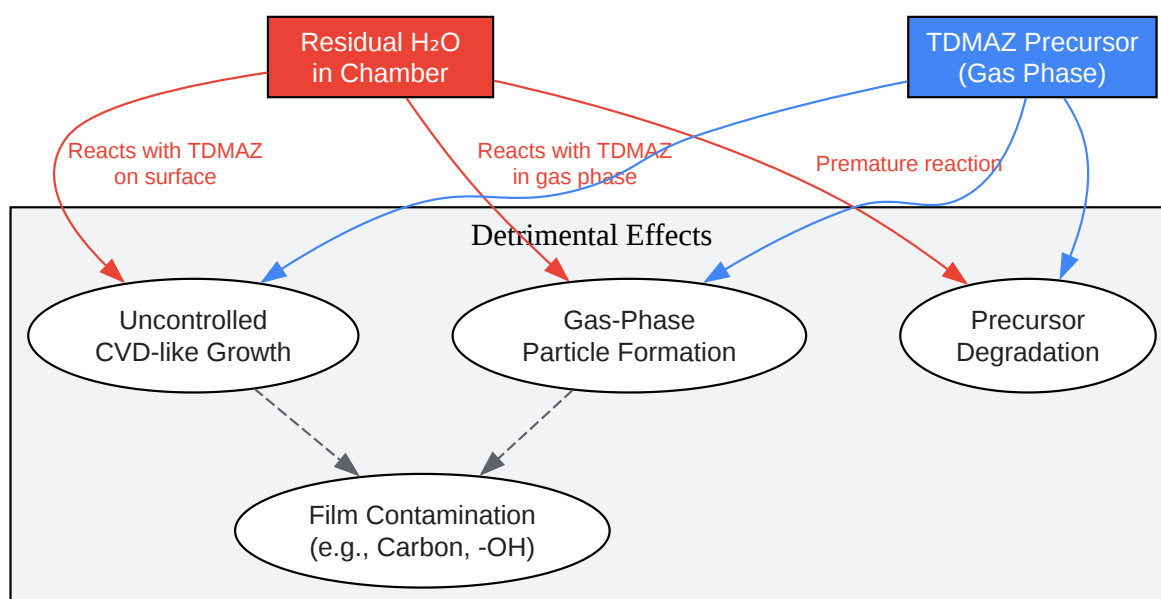 Residual H₂O
in Chamber
TDMAZ Precursor
(Gas Phase)
Reacts with TDMAZ
on surface
Reacts with TDMAZ
in gas phase
Premature reaction
Detrimental Effects
Uncontrolled
CVD-like Growth
Gas-Phase
Particle Formation
Precursor
Degradation
Film Contamination
(e.g., Carbon, -OH)